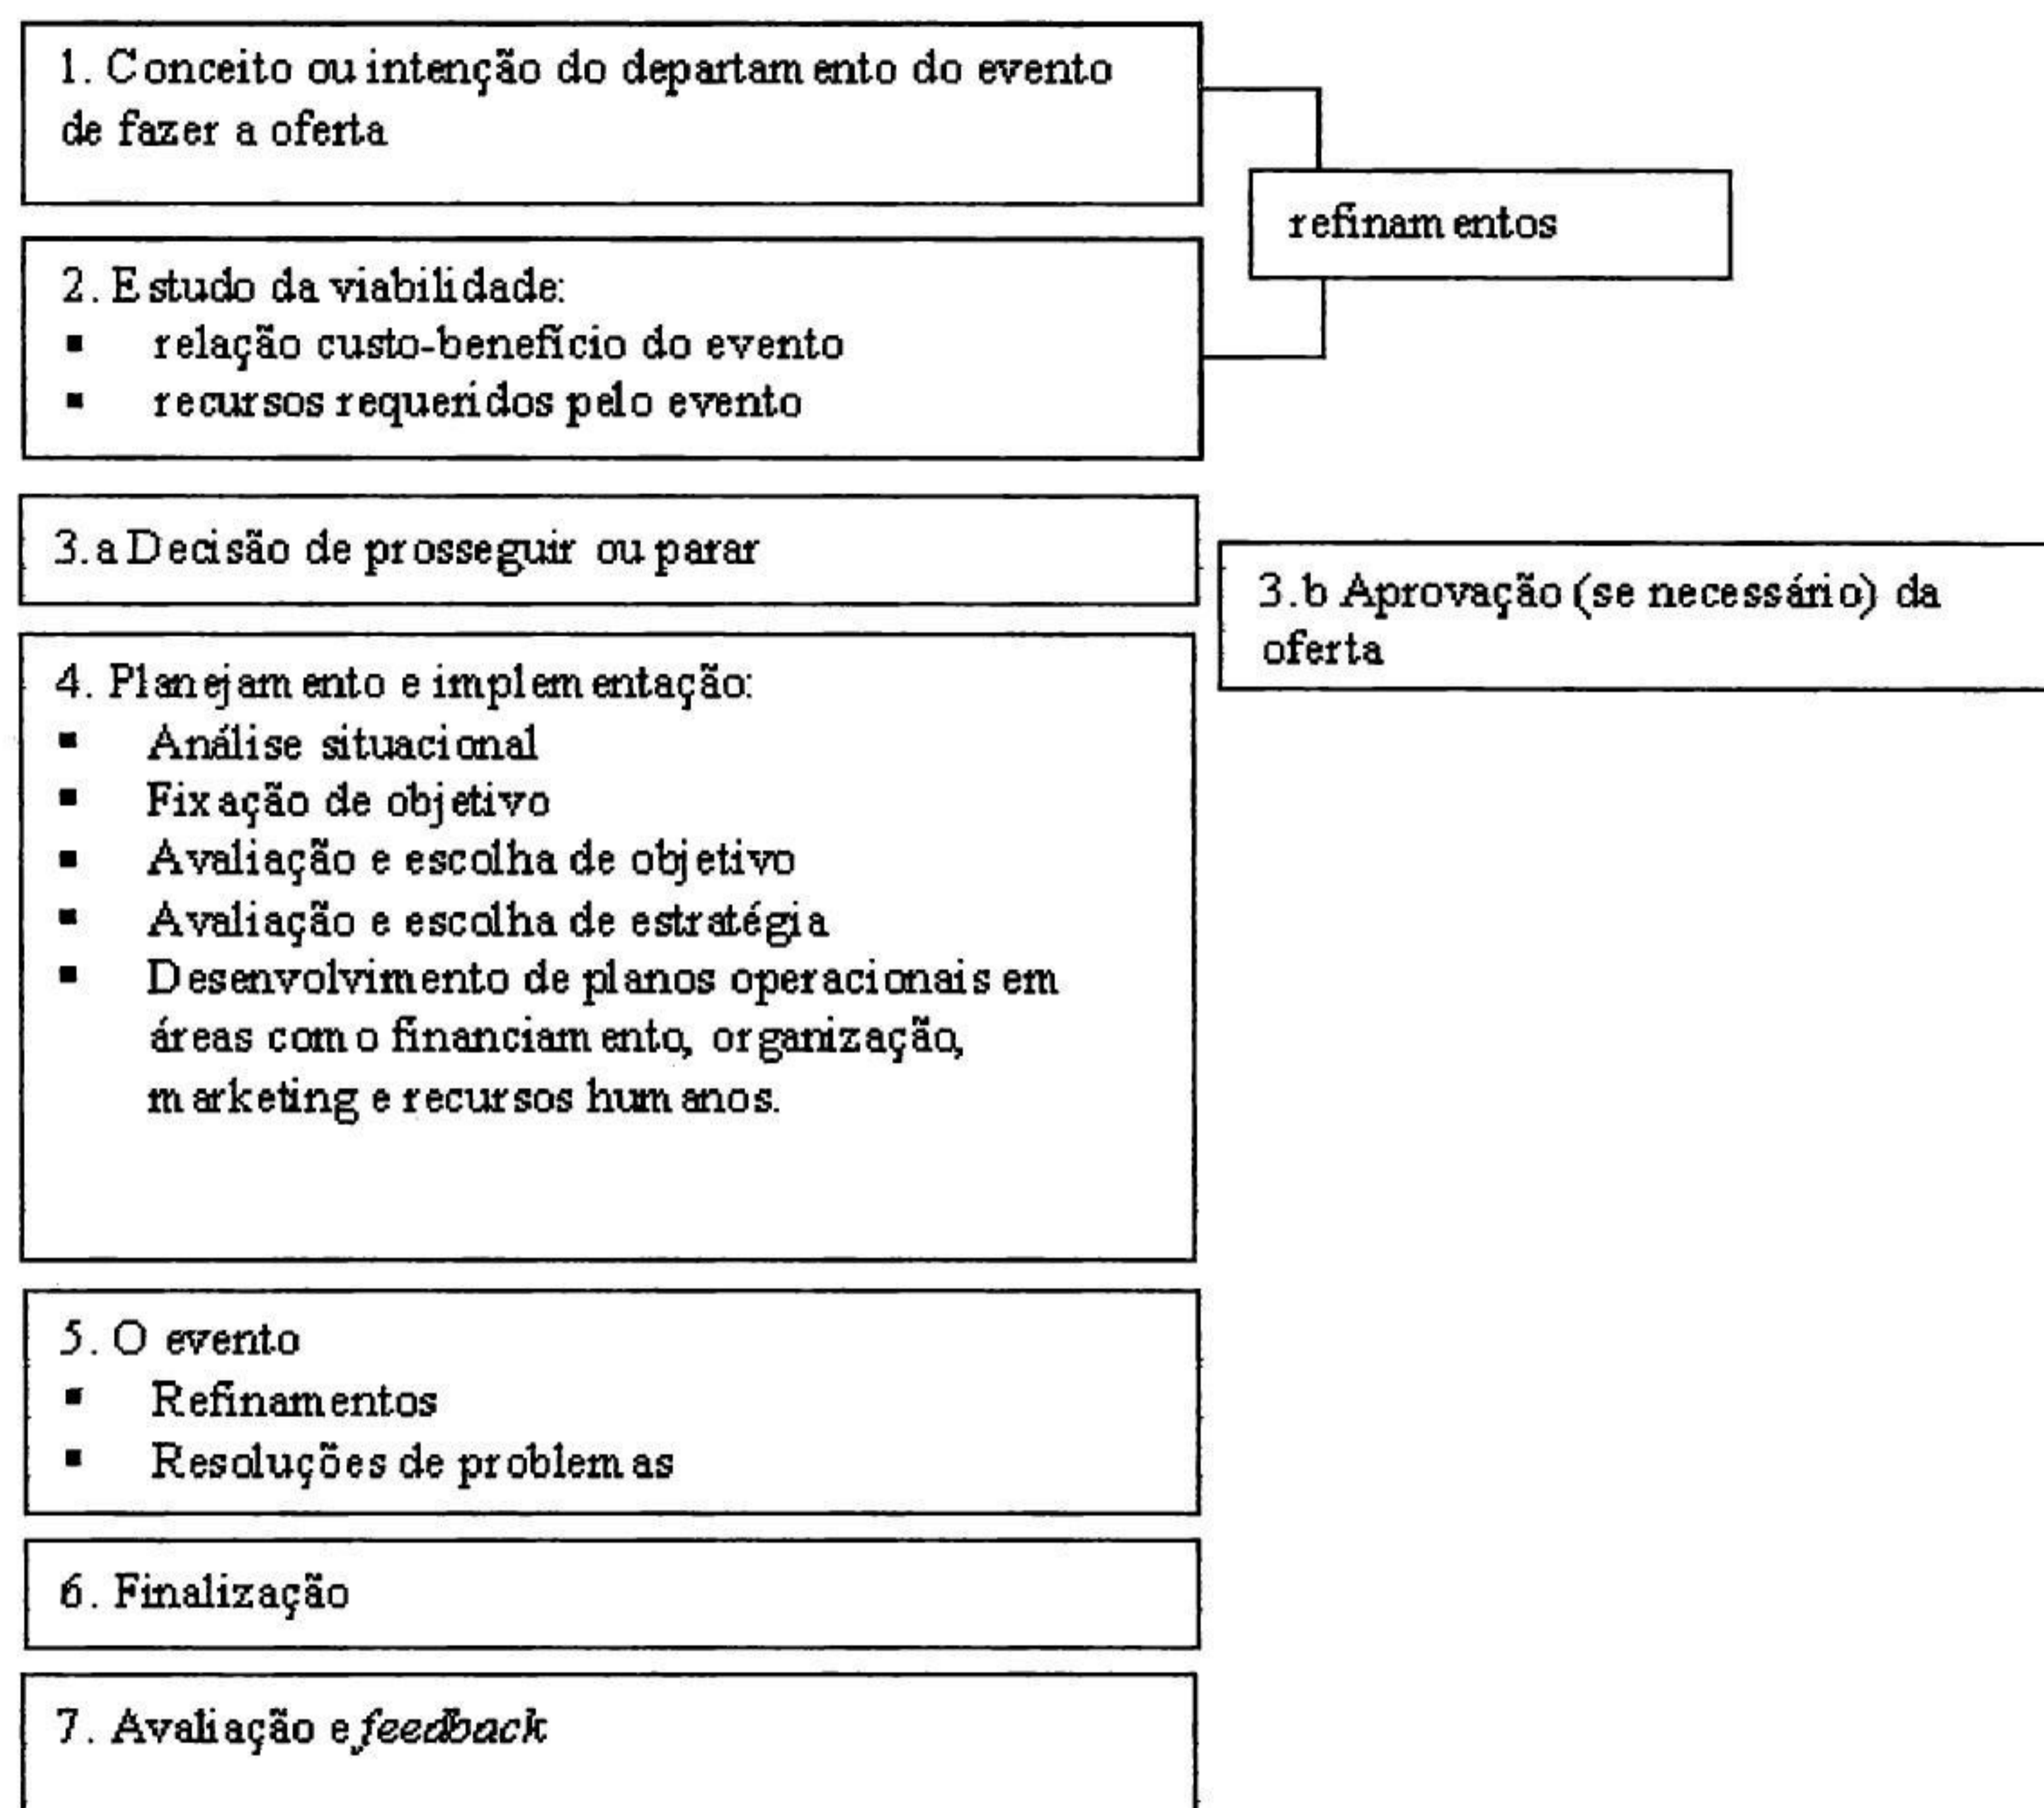 1. Conceito ou intenção do departamento do evento
de fazer a oferta
refinamentos
2. Estudo da viabilidade:
▪ relação custo-benefício do evento
▪ recursos requeridos pelo evento
3.a Decisão de prosseguir ou parar
3.b Aprovação (se necessário) da
oferta
4. Planejamento e implementação:
▪ Análise situacional
▪ Fixação de objetivo
▪ Avaliação e escolha de objetivo
▪ Avaliação e escolha de estratégia
▪ Desenvolvimento de planos operacionais em
áreas como financiamento, organização,
marketing e recursos humanos.
5. O evento
▪ Refinamentos
▪ Resoluções de problemas
6. Finalização
7. Avaliação e feedback